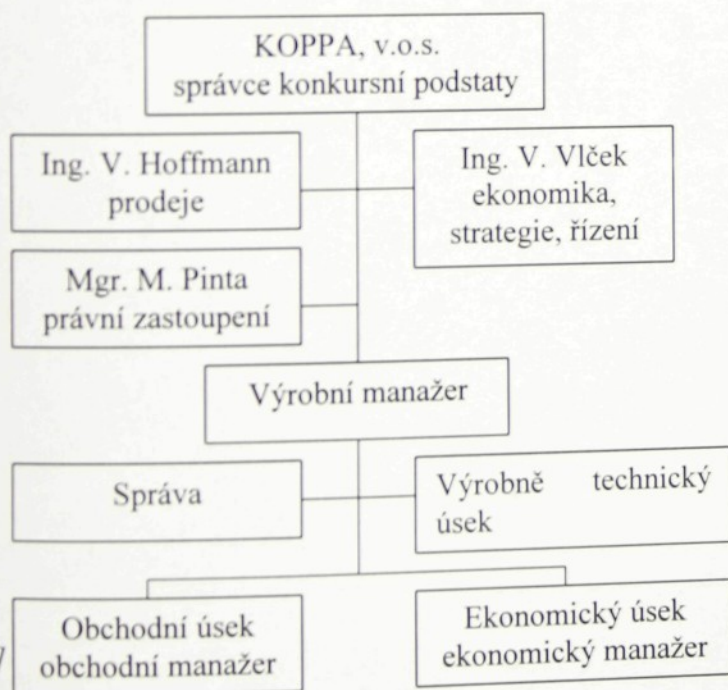 KOPPA, v.o.s.
správce konkursní podstaty
Ing. V. Hoffmann
prodeje
Ing. V. Vlček
ekonomika,
strategie, řízení
Mgr. M. Pinta
právní zastoupení
Výrobní manažer
Správa
Výrobně technický
úsek
Obchodní úsek
obchodní manažer
Ekonomický úsek
ekonomický manažer